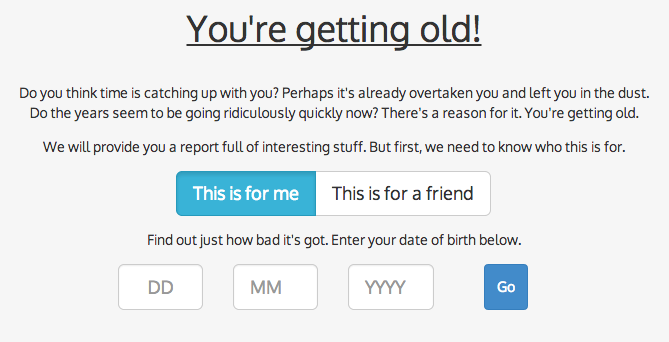 You're getting old!
Do you think time is catching up with you? Perhaps it's already overtaken you and left you in the dust.
Do the years seem to be going ridiculously quickly now? There's a reason for it. You're getting old.
We will provide you a report full of interesting stuff. But first, we need to know who this is for.
This is for me This is for a friend
Find out just how bad it's got. Enter your date of birth below.
DD MM YYYY Go